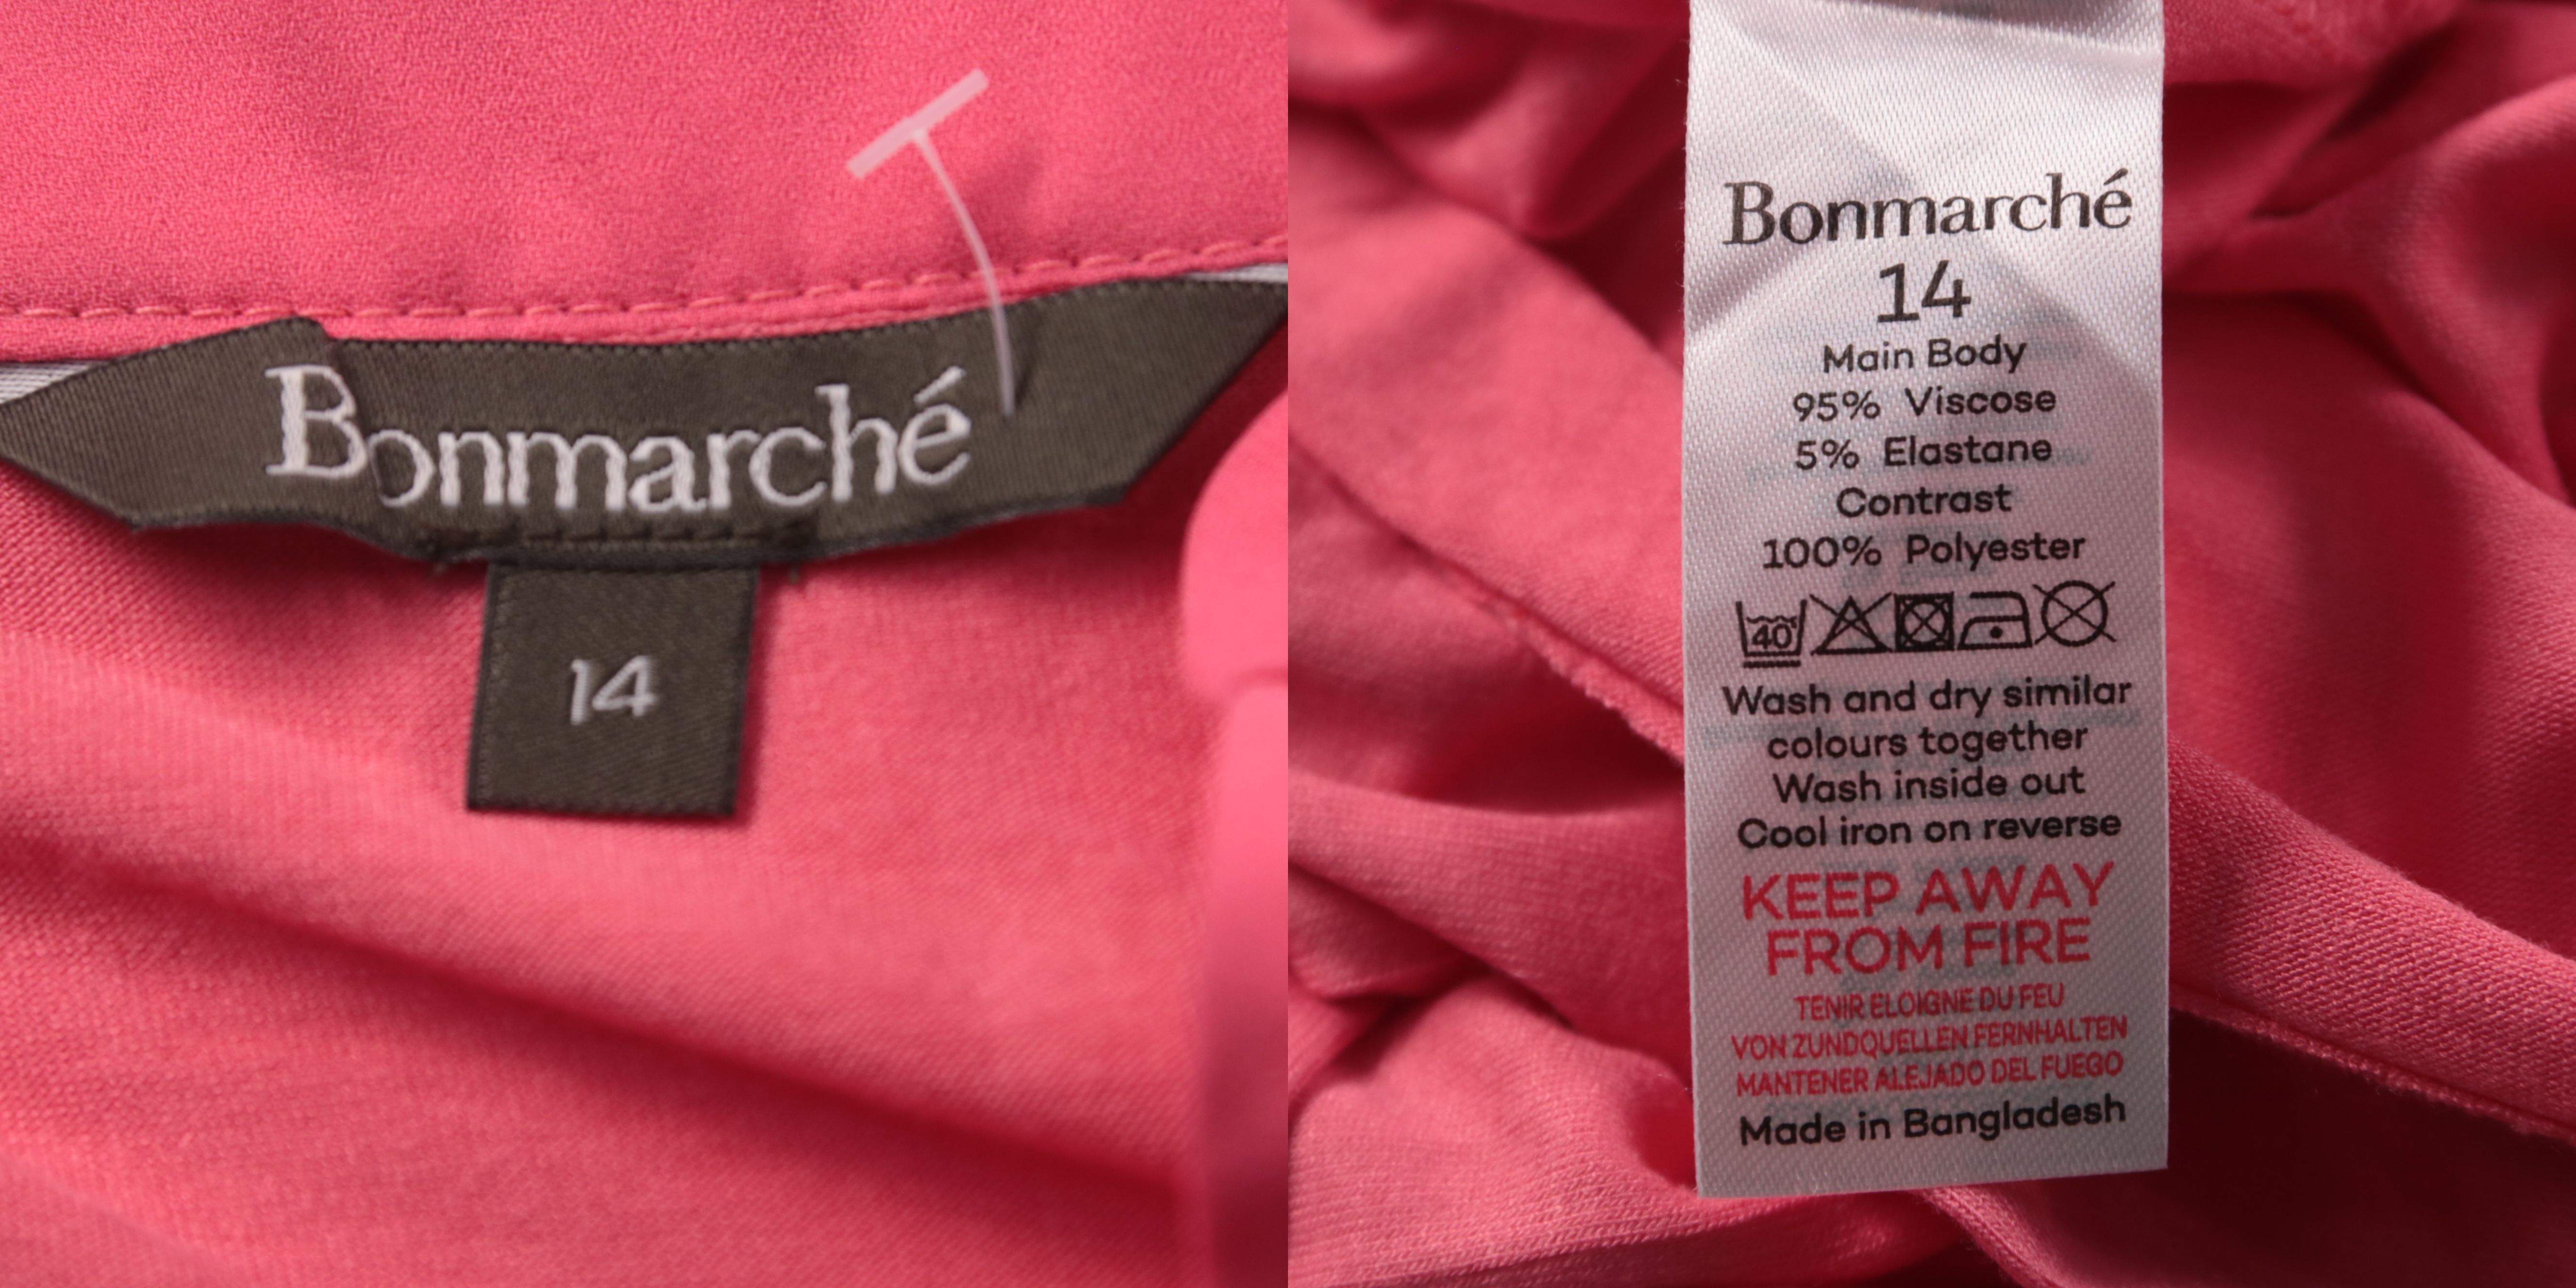 Bonmarché
14
Bonmarché
14
Main Body
95% Viscose
5% Elastane
Contrast
100% Polyester
40
Wash and dry similar
colours together
Wash inside out
Cool iron on reverse
KEEP AWAY
FROM FIRE
TENIR ELOIGNE DU FEU
VON ZUNDQUELLEN FERNHALTEN
MANTENER ALEJADO DEL FUEGO
Made in Bangladesh